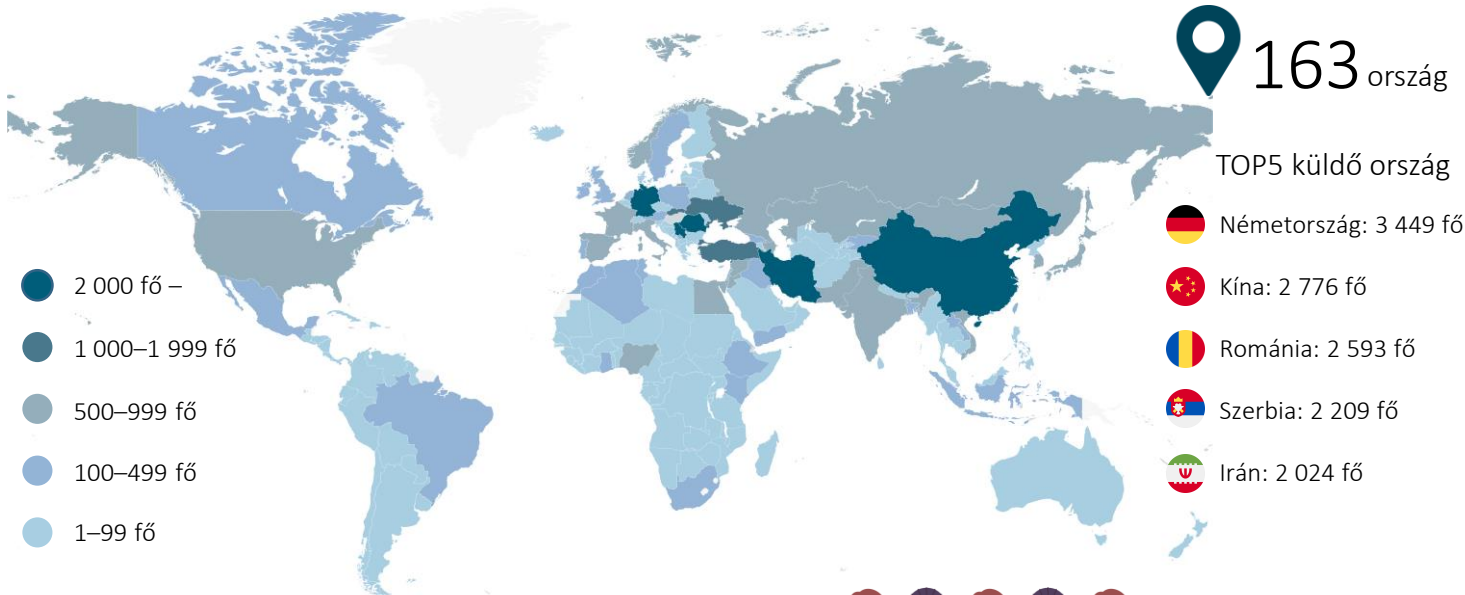 163 ország
TOP5 küldő ország
Németország: 3 449 fő
Kína: 2 776 fő
Románia: 2 593 fő
Szerbia: 2 209 fő
Irán: 2 024 fő
2 000 fő –
1 000–1 999 fő
500–999 fő
100–499 fő
1–99 fő